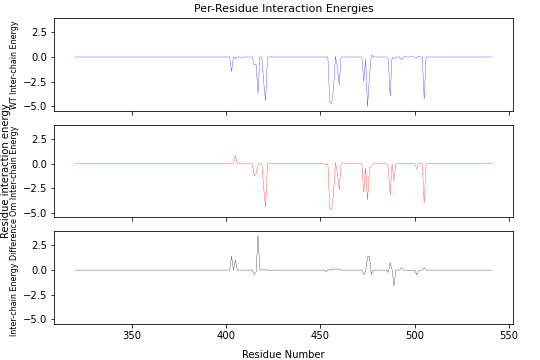 Per-Residue Interaction Energies
Residue interaction energy
WT Inter-chain Energy
2.5
0.0
−2.5
−5.0
Om Inter-chain Energy
2.5
0.0
−2.5
−5.0
Inter-chain Energy Difference
2.5
0.0
−2.5
−5.0
350
400
450
500
550
Residue Number